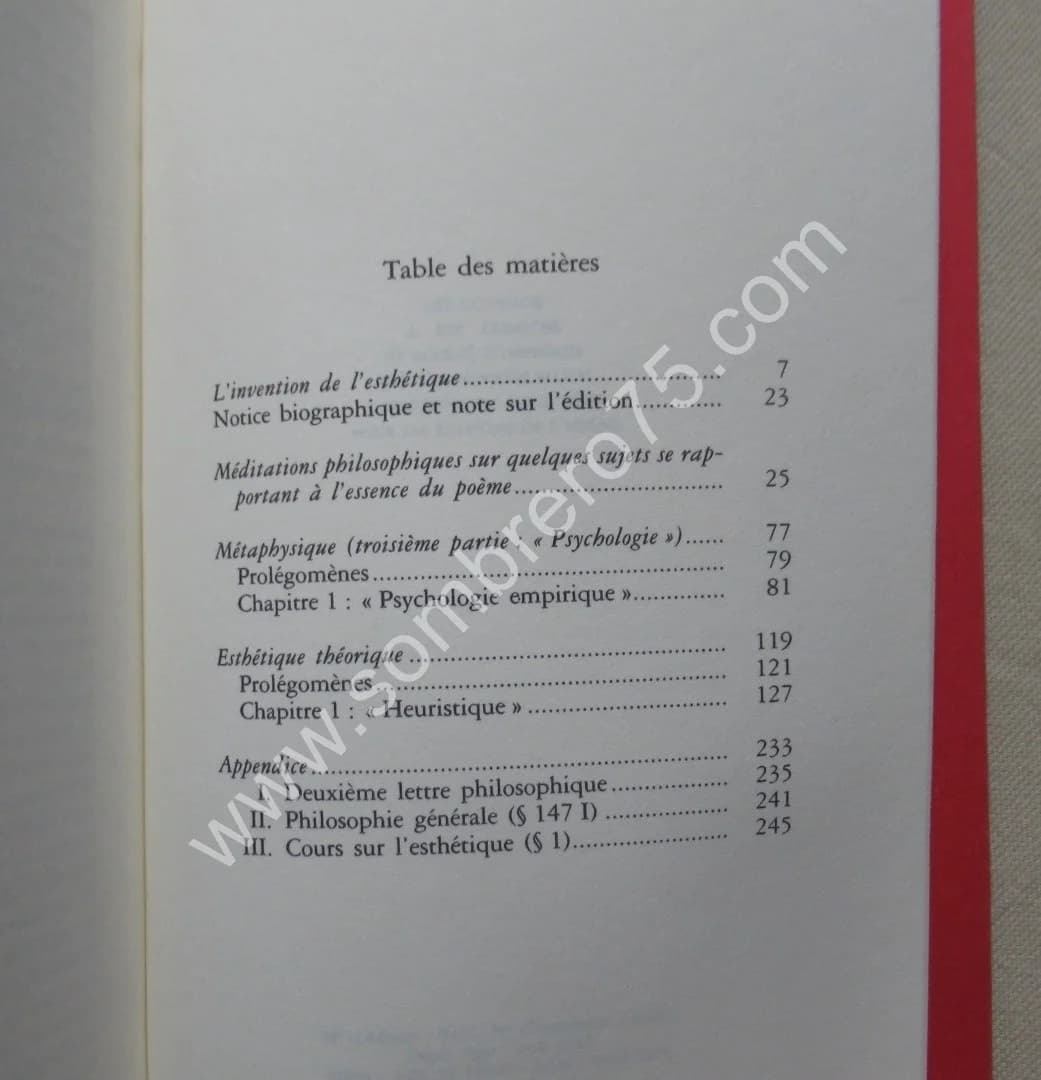 Table des matières
L'invention de l'esthétique........................................ 7
Notice biographique et note sur l'édition............. 23
Méditations philosophiques sur quelques sujets se rap-
portant à l'essence du poème................................ 25
Métaphysique (troisième partie : « Psychologie »)...... 77
Prolégomènes...................................................... 79
Chapitre 1 : « Psychologie empirique »............. 81
Esthétique théorique ................................................ 119
Prolégomènes...................................................... 121
Chapitre 1 : « Heuristique » ............................... 127
Appendice............................................................... 233
I. Deuxième lettre philosophique................. 235
II. Philosophie générale (§ 147 I) .................. 241
III. Cours sur l'esthétique (§ 1)....................... 245
www.sombrero75.com